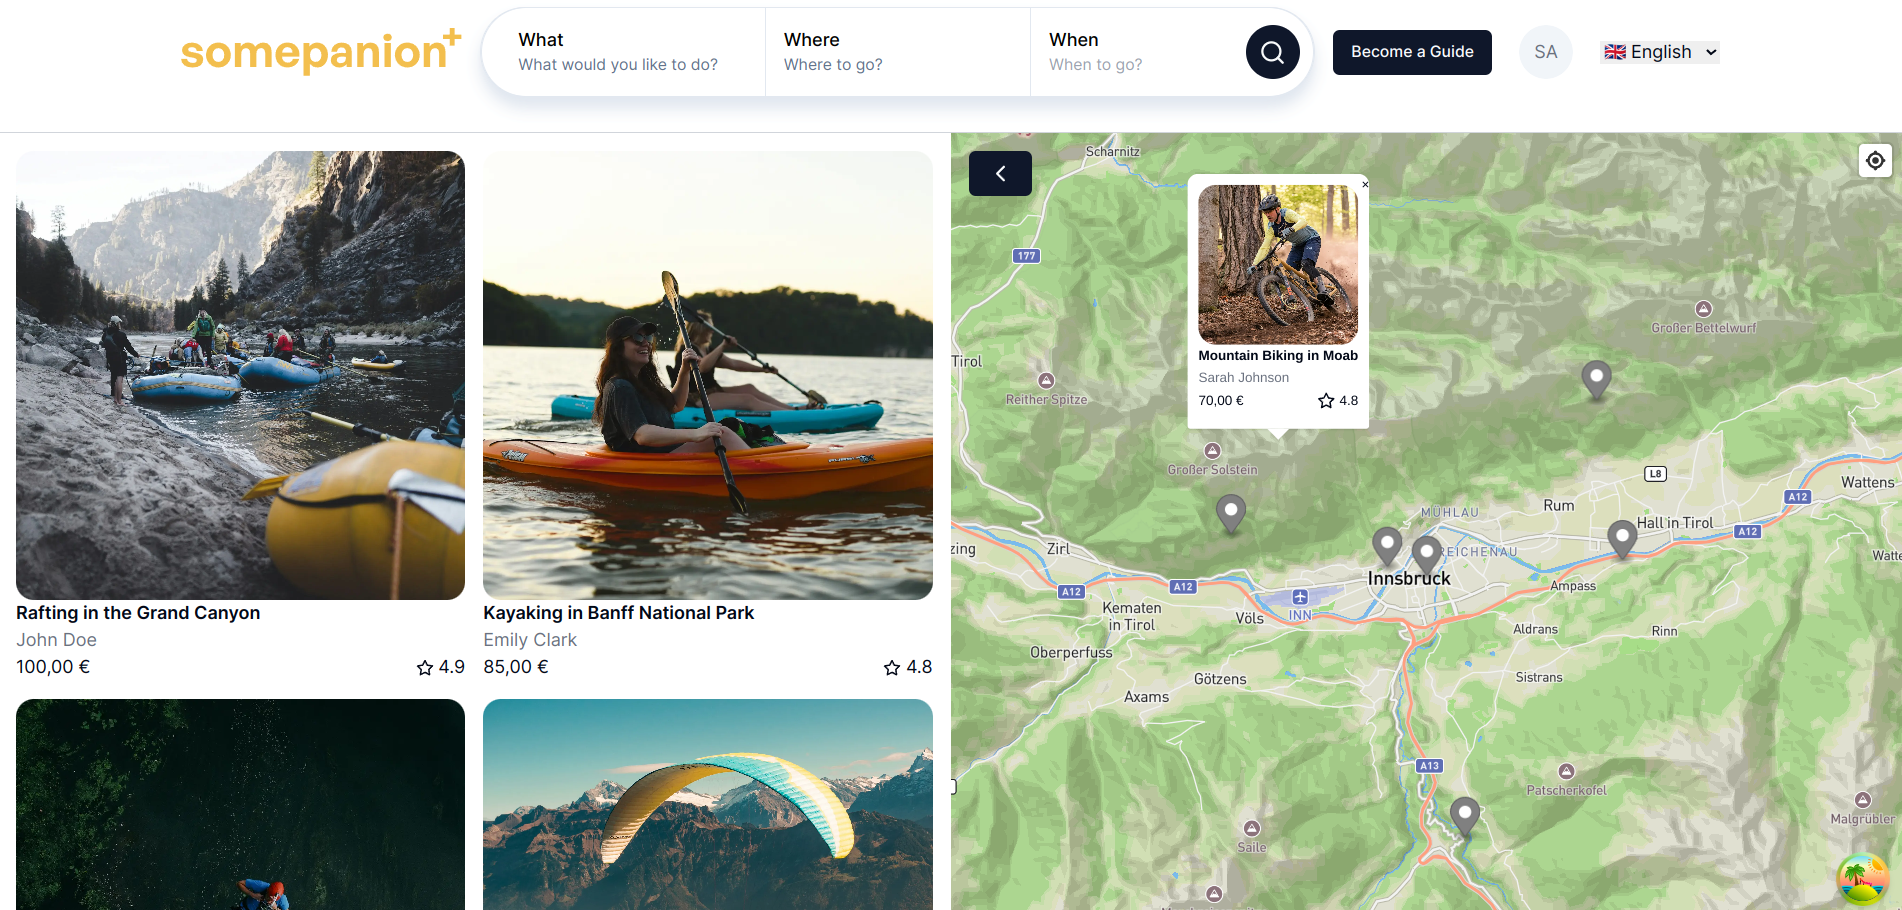 somepanion+
What
What would you like to do?
Where
Where to go?
When
When to go?
Become a Guide
SA
English
Rafting in the Grand Canyon
John Doe
100,00 €
4.9
Kayaking in Banff National Park
Emily Clark
85,00 €
4.8
Scharnitz
177
×
Mountain Biking in Moab
Sarah Johnson
70,00 €
4.8
Großer Bettelwurf
Tirol
Reither Spitze
Großer Solstein
L8
Wattens
A12
Rum
MÜHLAU
Hall in Tirol
A12
zing
Zirl
REICHENAU
Innsbruck
A12
A12
Ampass
Kematen
in Tirol
INN
Völs
Aldrans
Rinn
Oberperfuss
Götzens
Sistrans
Axams
A13
Patscherkofel
Malgrübler
Saile